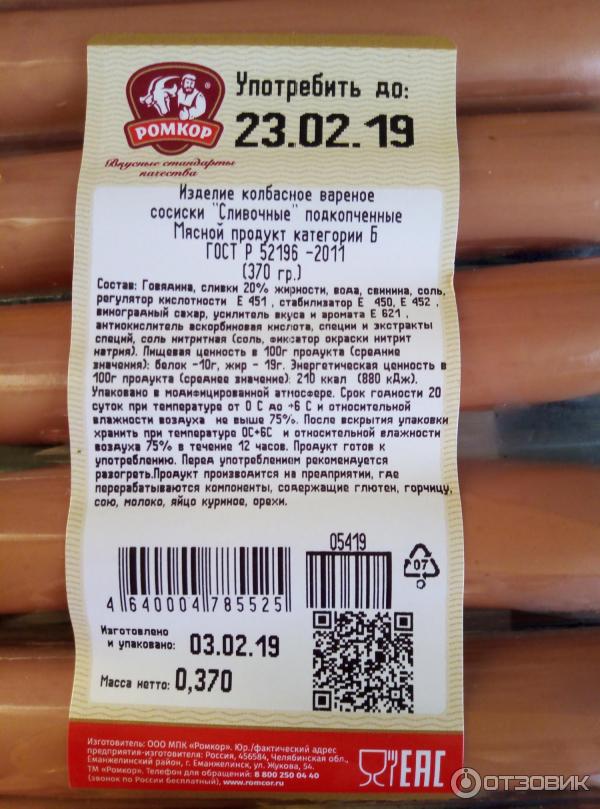 Употребить до:
23.02.19
РОМКОР
Вкусные стандарты
качества
Изделие колбасное вареное
сосиски "Сливочные" подкопченные
Мясной продукт категории Б
ГОСТ Р 52196 -2011
(370 гр.)
Состав: Говядина, сливки 20% жирности, вода, свинина, соль,
регулятор кислотности Е 451 , стабилизатор Е 450, Е 452 ,
виноградный сахар, усилитель вкуса и аромата Е 621 ,
антиокислитель аскорбиновая кислота, специи и экстракты
специй, соль нитритная (соль, фиксатор окраски нитрит
натрия). Пищевая ценность в 100г продукта (средние
значения): белок -10г, жир - 19г. Энергетическая ценность в
100г продукта (среднее значение): 210 ккал (880 кДж).
Упаковано в модифицированной атмосфере. Срок годности 20
суток при температуре от 0 С до +6 С и относительной
влажности воздуха не выше 75%. После вскрытия упаковки
хранить при температуре 0С+6С и относительной влажности
воздуха 75% в течение 12 часов. Продукт готов к
употреблению. Перед употреблением рекомендуется
разогреть.Продукт производится на предприятии, где
перерабатываются компоненты, содержащие глютен, горчицу,
сою, молоко, яйцо куриное, орехи.
05419
07
4 640004 785525
Изготовлено
и упаковано: 03.02.19
Масса нетто: 0,370
Изготовитель: ООО МПК «Ромкор». Юр./фактический адрес
предприятия-изготовителя: Россия, 456584, Челябинская обл.,
Еманжелинский район, г. Еманжелинск, ул. Жукова, 54.
ТМ «Ромкор». Телефон для обращений: 8 800 250 04 40
(звонок по России бесплатный), www.romcor.ru
EAC
ОТЗОВИК